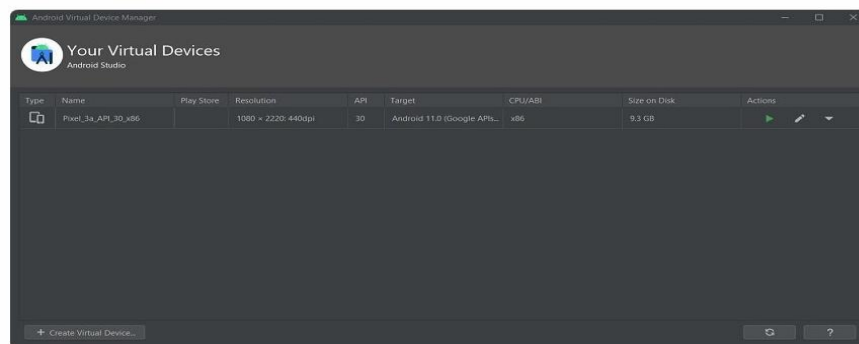 Android Virtual Device Manager
Your Virtual Devices
Android Studio
Type Name Play Store Resolution API Target CPU/ABI Size on Disk Actions
Pixel_3a_API_30_x86 1080 × 2220: 440dpi 30 Android 11.0 (Google APIs... x86 9.3 GB
+ Create Virtual Device... ?